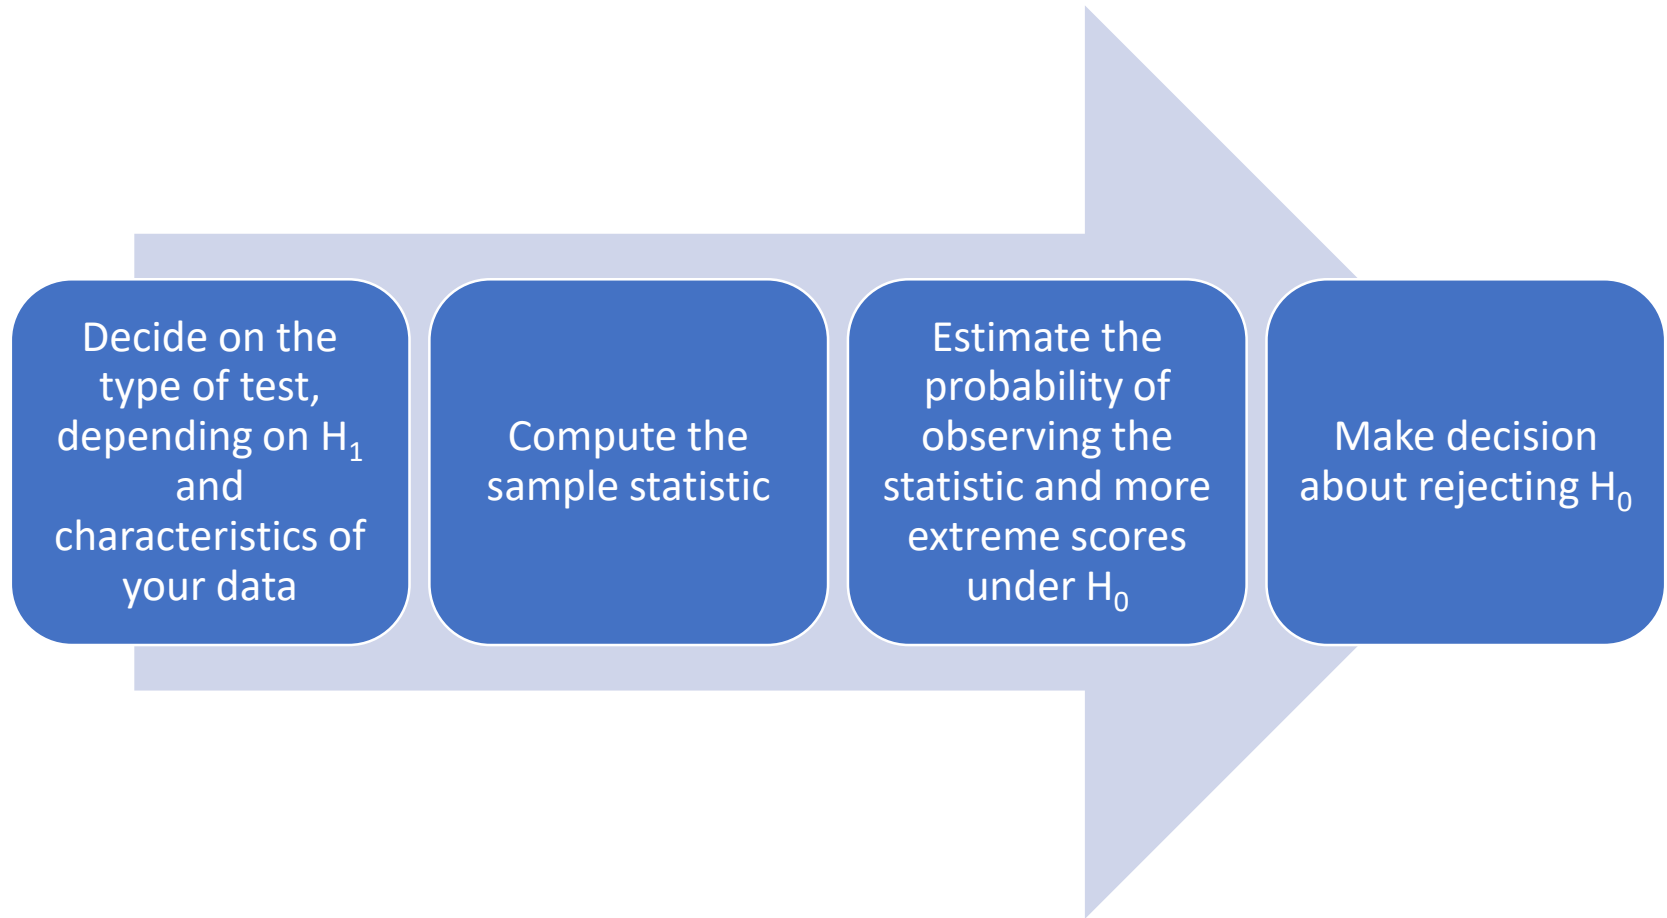 Decide on the
type of test,
depending on H₁
and
characteristics of
your data
Compute the
sample statistic
Estimate the
probability of
observing the
statistic and more
extreme scores
under H₀
Make decision
about rejecting H₀